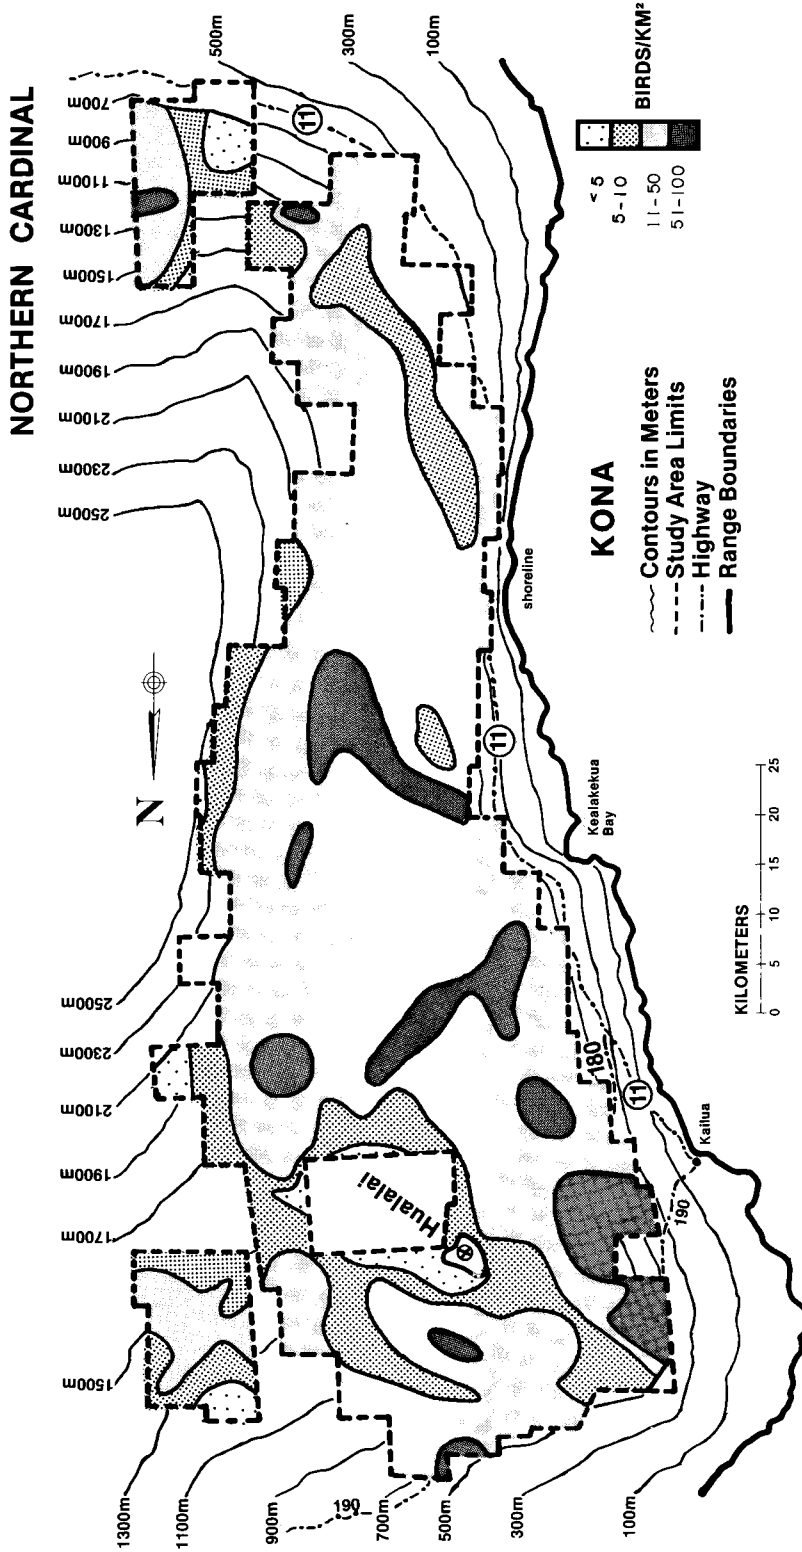 NORTHERN CARDINAL
500m
300m
100m
700m
900m
1100m
1300m
1500m
1700m
1900m
2100m
2300m
2500m
11
BIRDS/KM²
< 5
5-10
11-50
51-100
KONA
Contours in Meters
Study Area Limits
Highway
Range Boundaries
shoreline
N
11
Kealakekua
Bay
KILOMETERS
0 5 10 15 20 25
2500m
2300m
2100m
1900m
1700m
1500m
Hualalai
180
11
Kailua
190
1300m
1100m
900m
190
700m
500m
300m
100m